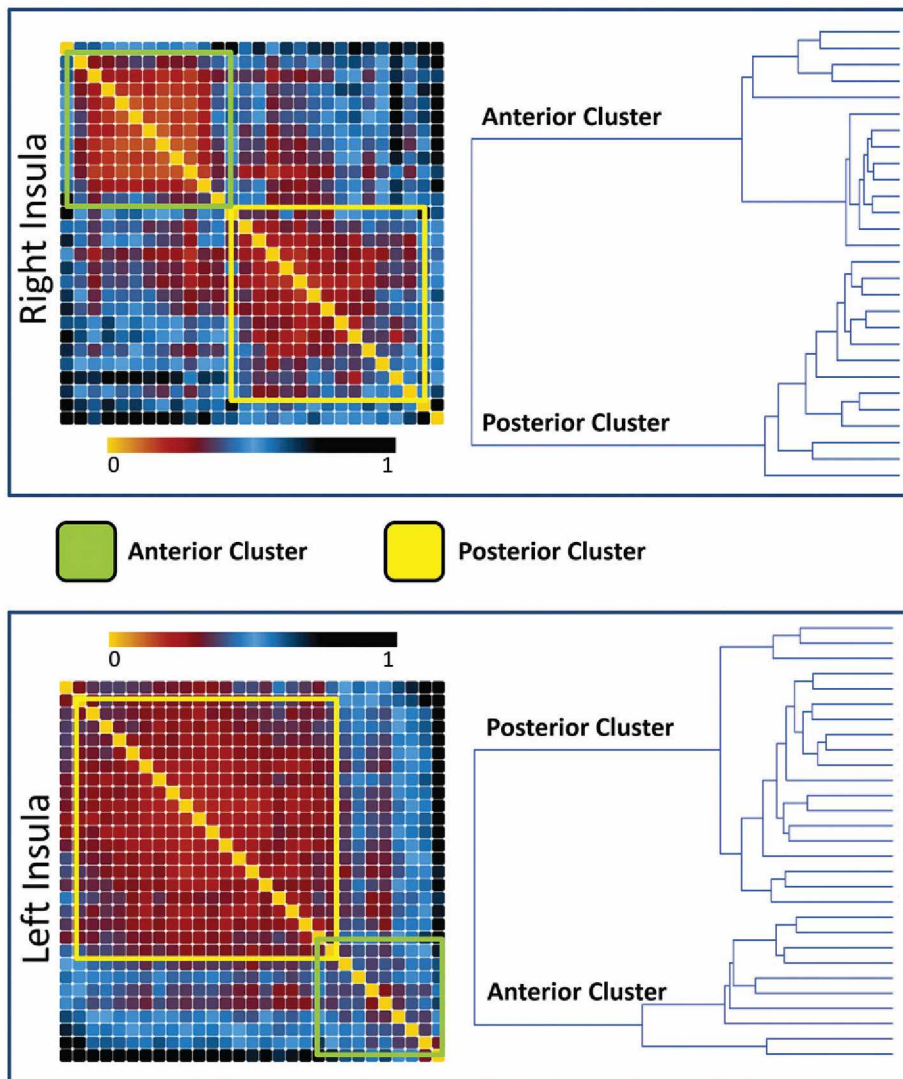 Right Insula
Anterior Cluster
Posterior Cluster
0 1
Anterior Cluster
Posterior Cluster
Left Insula
0 1
Posterior Cluster
Anterior Cluster